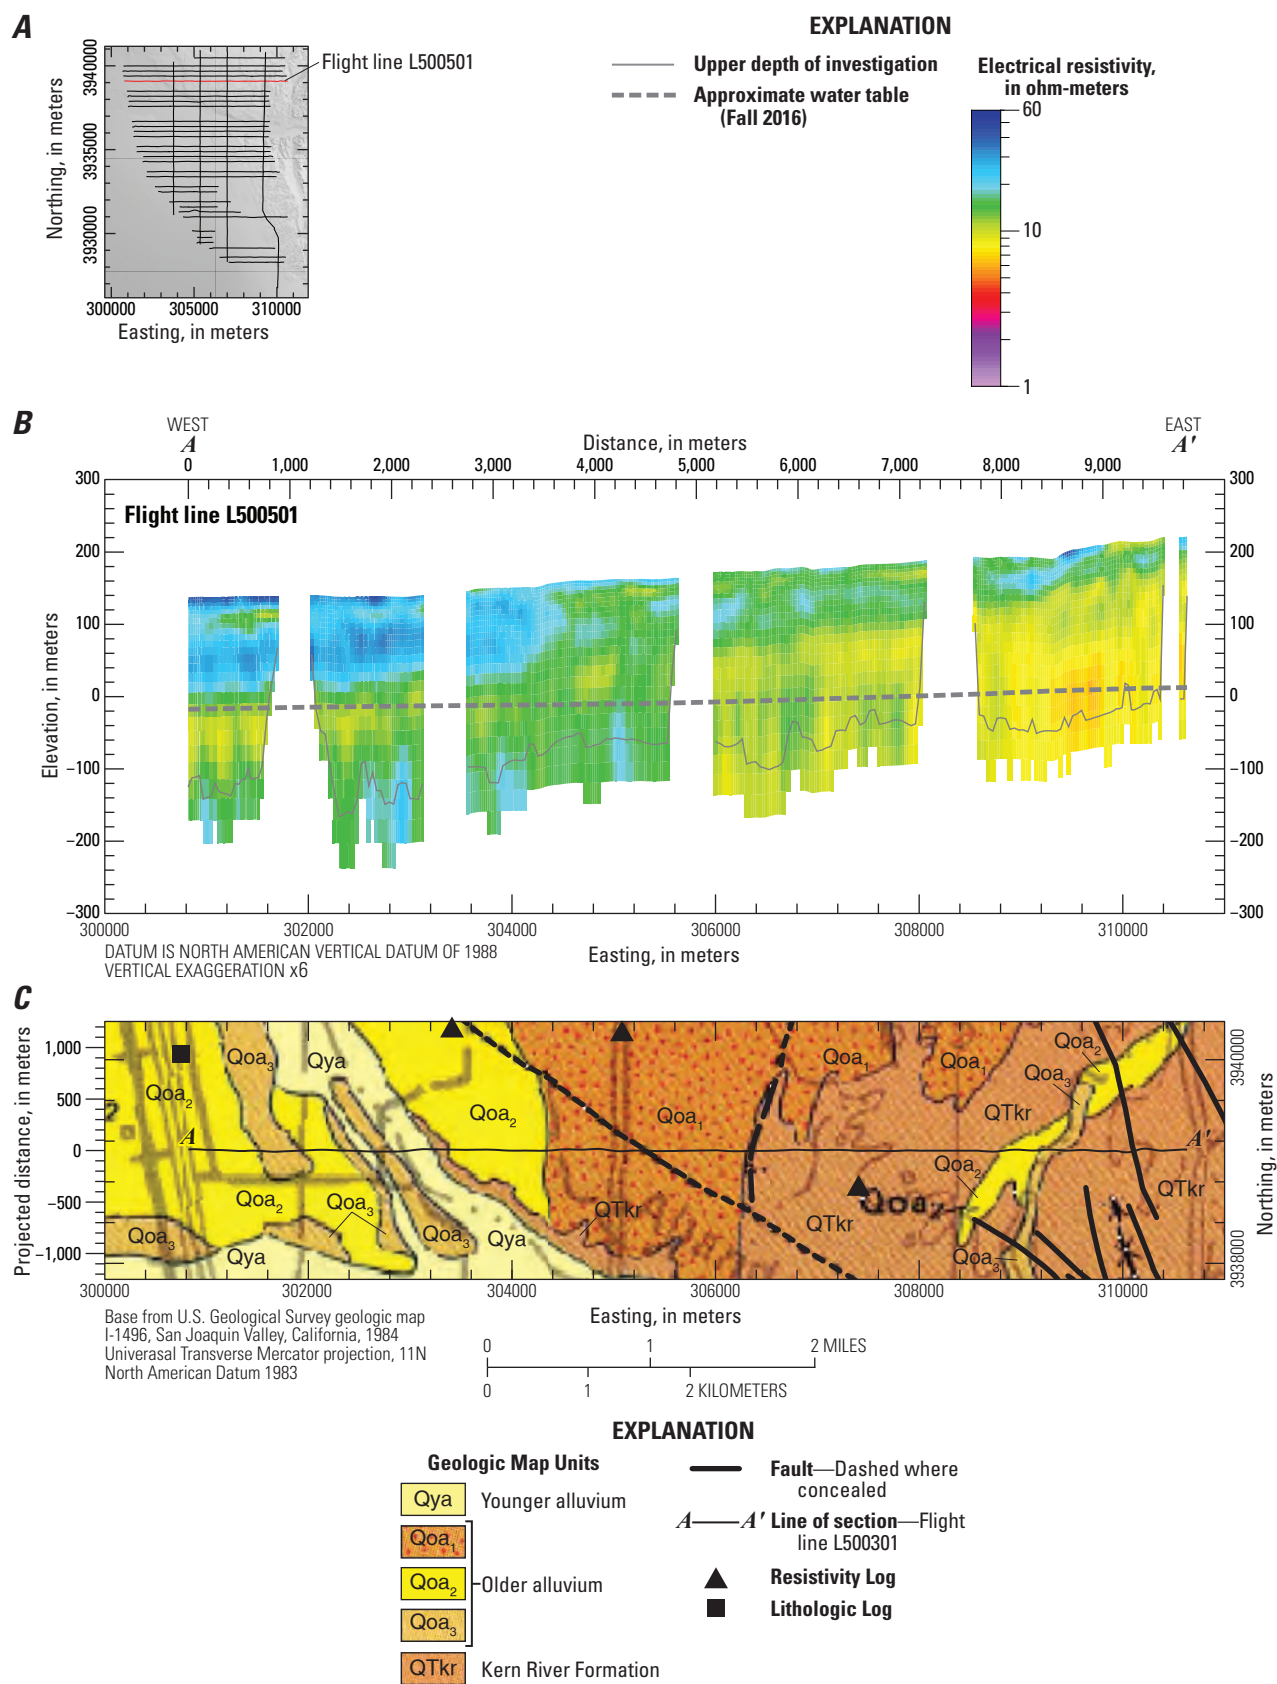 A
Flight line L500501
3940000
3935000
3930000
Northing, in meters
300000 305000 310000
Easting, in meters
EXPLANATION
Upper depth of investigation
Approximate water table
(Fall 2016)
Electrical resistivity,
in ohm-meters
60
10
1
B
WEST
A
EAST
A′
Distance, in meters
0 1,000 2,000 3,000 4,000 5,000 6,000 7,000 8,000 9,000
Flight line L500501
300 300
200 200
100 100
0 0
−100 −100
−200 −200
−300 −300
Elevation, in meters
300000 302000 304000 306000 308000 310000
Easting, in meters
DATUM IS NORTH AMERICAN VERTICAL DATUM OF 1988
VERTICAL EXAGGERATION x6
C
Projected distance, in meters
1,000
500
0
−500
−1,000
Northing, in meters
3940000
3938000
Qoa2
Qoa3
Qya
Qoa2
Qoa1
Qoa1
Qoa1
Qoa2
Qoa3
QTkr
A
A′
Qoa2
Qoa3
Qoa3
Qya
Qoa3
Qya
QTkr
QTkr
Qoa2
Qoa3
QTkr
300000 302000 304000 306000 308000 310000
Easting, in meters
Base from U.S. Geological Survey geologic map
I-1496, San Joaquin Valley, California, 1984
Univerasal Transverse Mercator projection, 11N
North American Datum 1983
0 1 2 MILES
0 1 2 KILOMETERS
EXPLANATION
Geologic Map Units
Qya Younger alluvium
Qoa1
Qoa2 Older alluvium
Qoa3
QTkr Kern River Formation
Fault—Dashed where
concealed
A A′ Line of section—Flight
line L500301
Resistivity Log
Lithologic Log